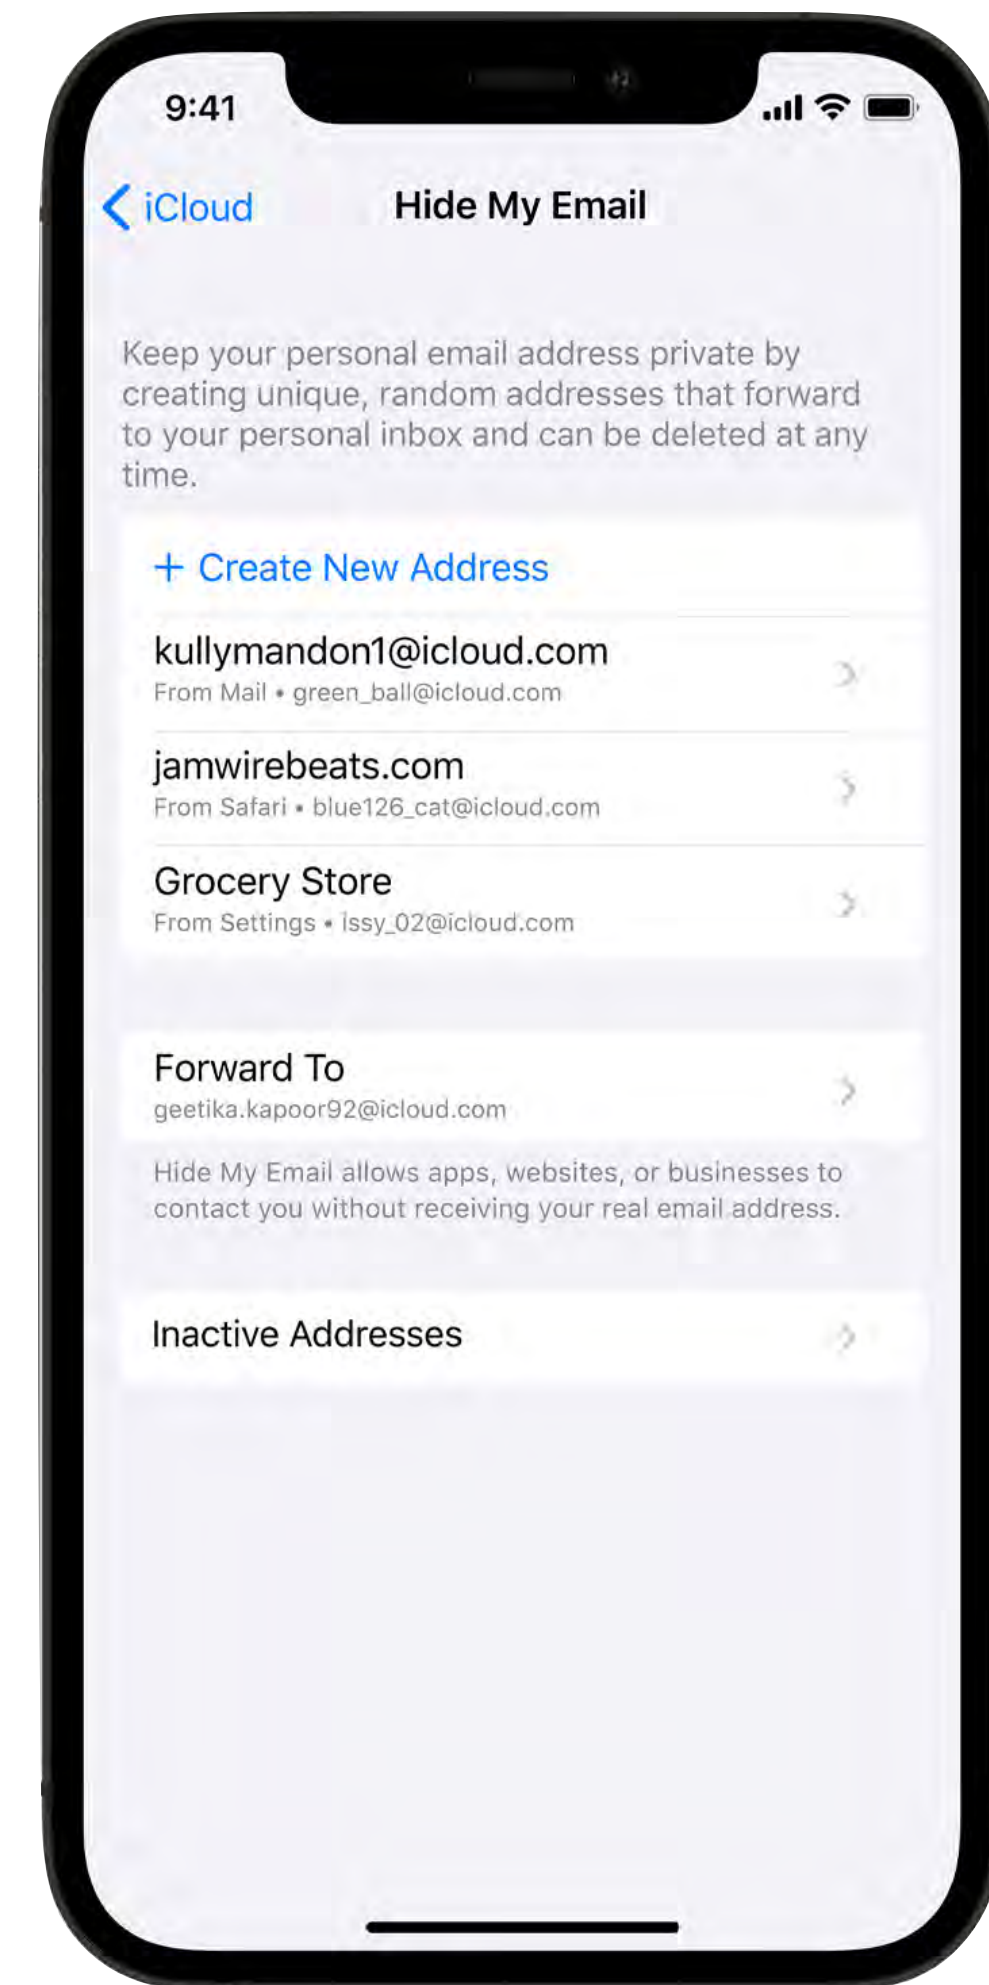 9:41
iCloud
Hide My Email
Keep your personal email address private by
creating unique, random addresses that forward
to your personal inbox and can be deleted at any
time.
+ Create New Address
kullymandon1@icloud.com
From Mail • green_ball@icloud.com
jamwirebeats.com
From Safari • blue126_cat@icloud.com
Grocery Store
From Settings • issy_02@icloud.com
Forward To
geetika.kapoor92@icloud.com
Hide My Email allows apps, websites, or businesses to
contact you without receiving your real email address.
Inactive Addresses